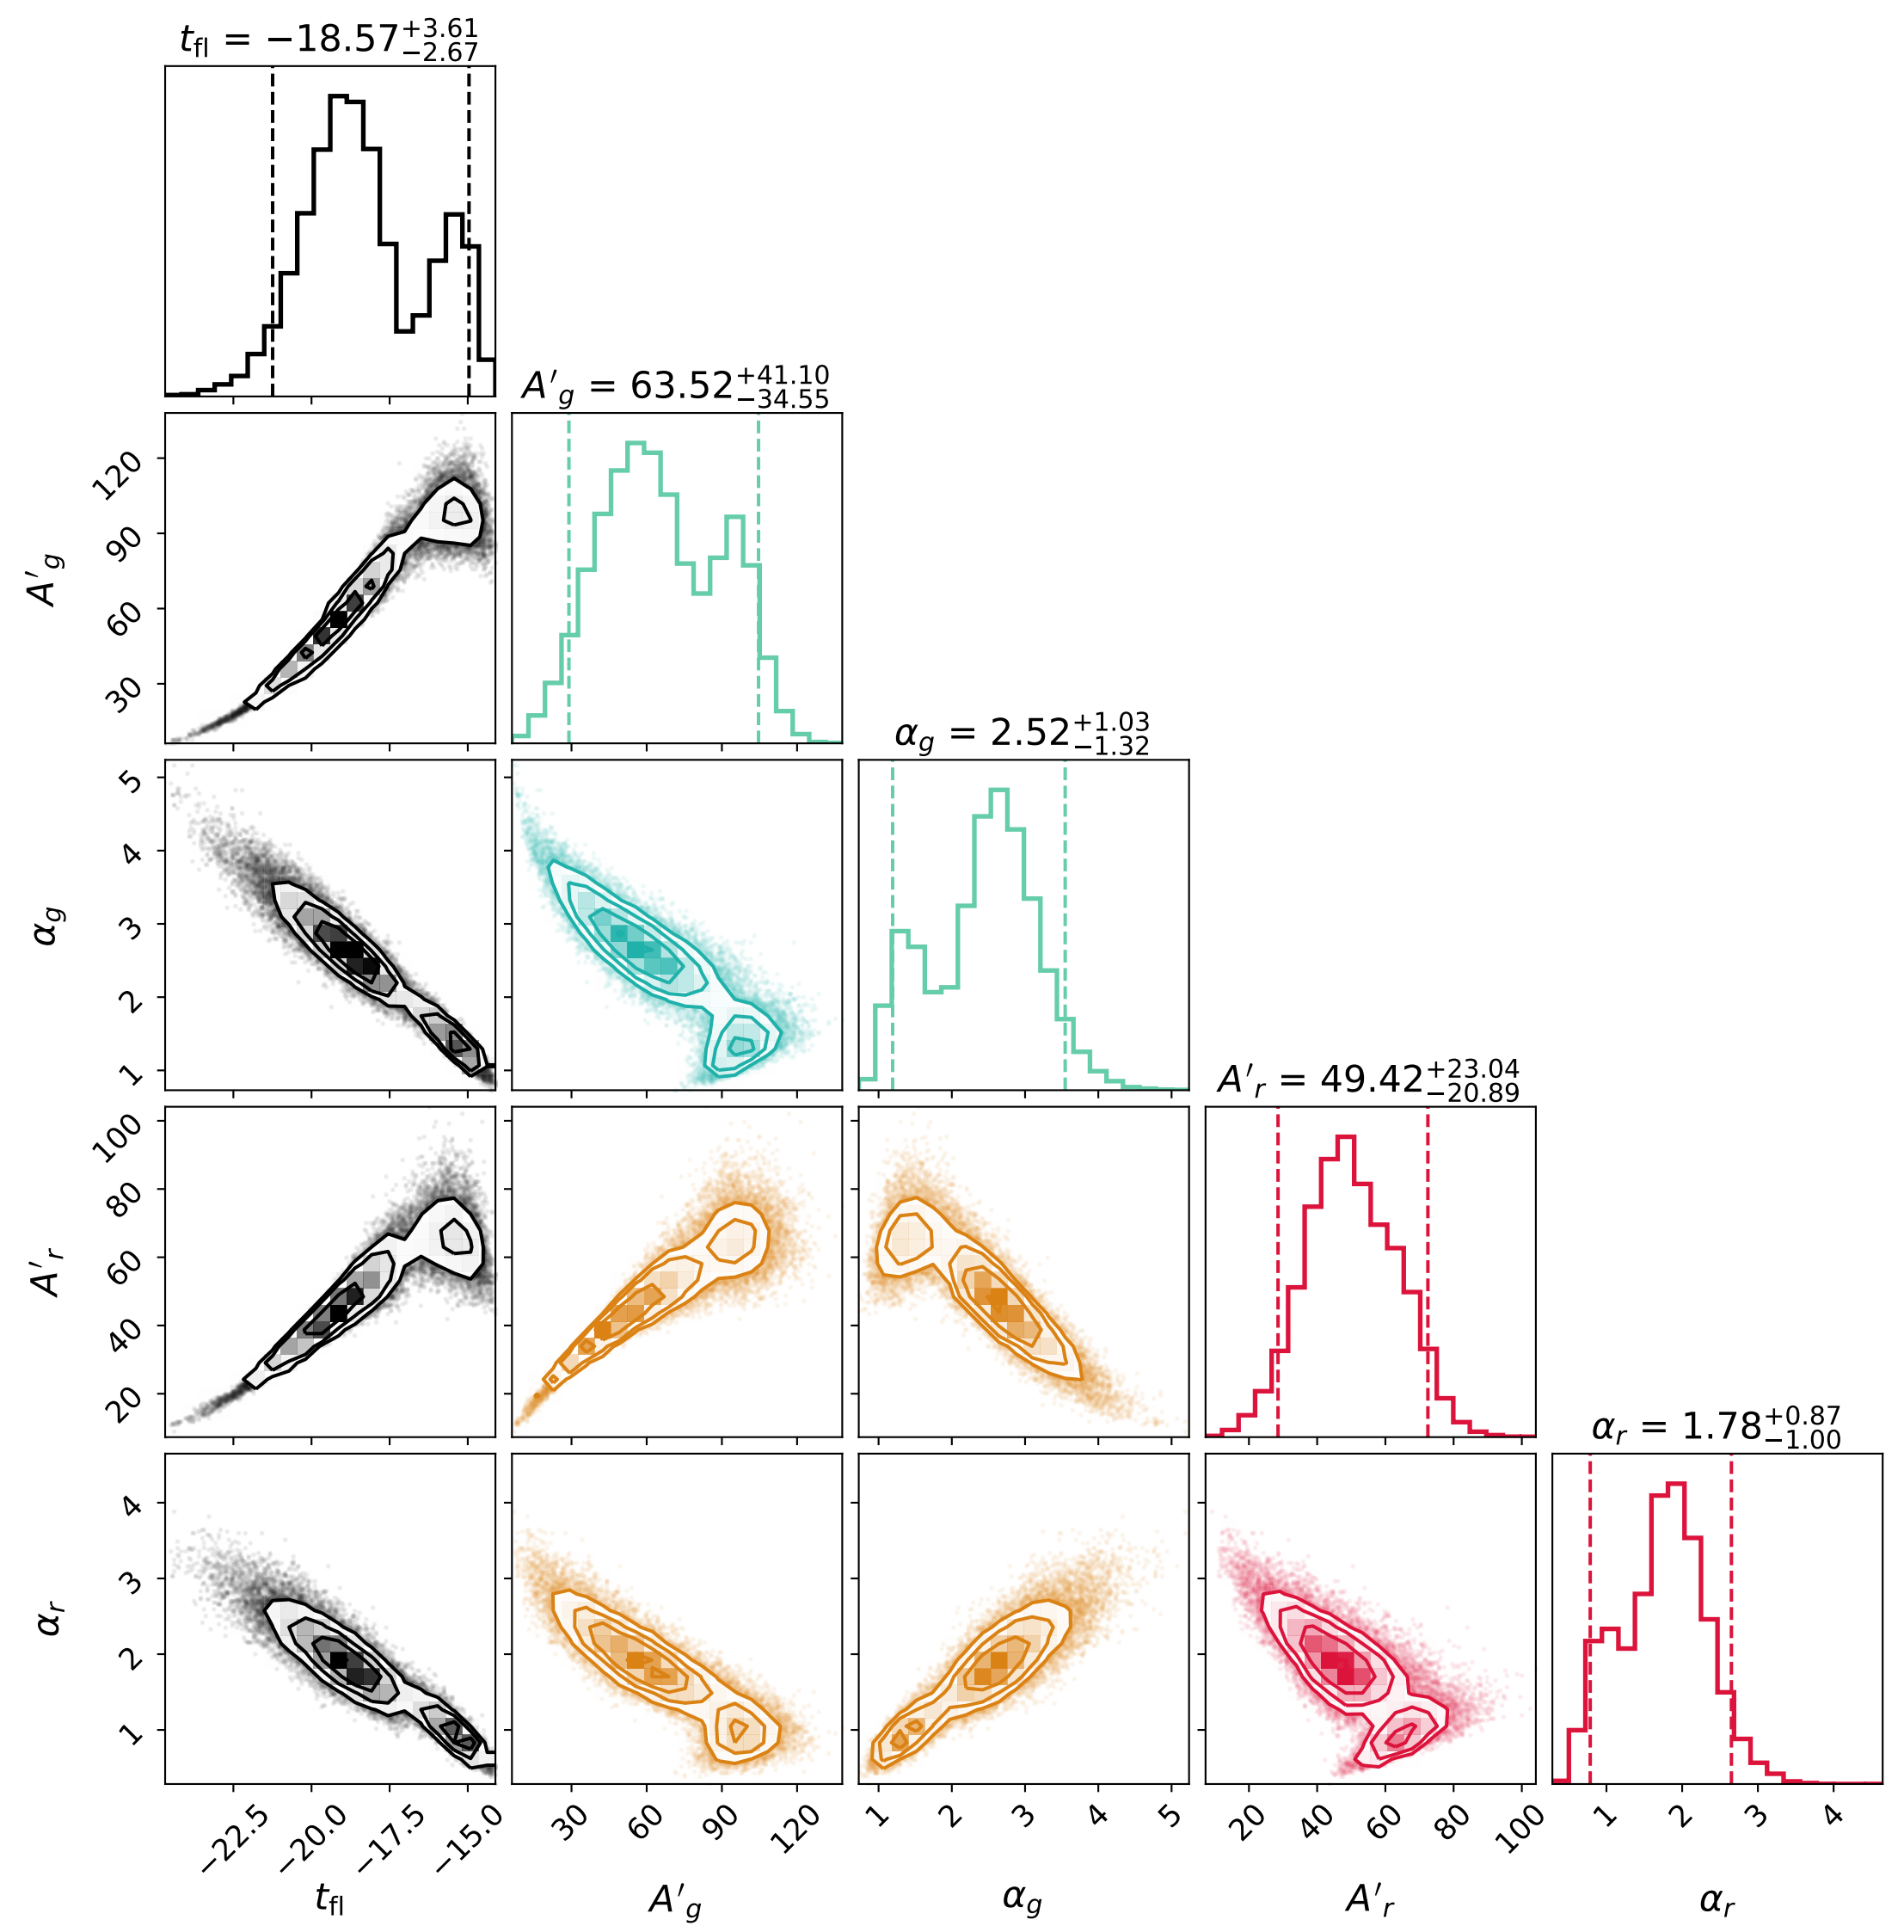 t_fl = −18.57 +3.61 −2.67
A′_g = 63.52 +41.10 −34.55
120
90
60
30
A′_g
α_g = 2.52 +1.03 −1.32
5
4
3
2
1
α_g
A′_r = 49.42 +23.04 −20.89
100
80
60
40
20
A′_r
α_r = 1.78 +0.87 −1.00
4
3
2
1
α_r
−22.5 −20.0 −17.5 −15.0 30 60 90 120 1 2 3 4 5 20 40 60 80 100 1 2 3 4
t_fl A′_g α_g A′_r α_r